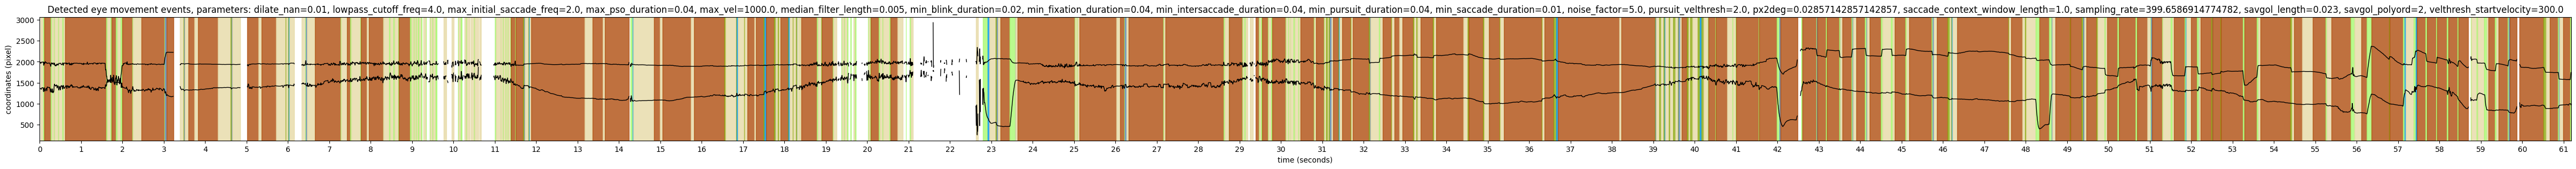 Detected eye movement events, parameters: dilate_nan=0.01, lowpass_cutoff_freq=4.0, max_initial_saccade_freq=2.0, max_pso_duration=0.04, max_vel=1000.0, median_filter_length=0.005, min_blink_duration=0.02, min_fixation_duration=0.04, min_intersaccade_duration=0.04, min_pursuit_duration=0.04, min_saccade_duration=0.01, noise_factor=5.0, pursuit_velthresh=2.0, px2deg=0.02857142857142857, saccade_context_window_length=1.0, sampling_rate=399.6586914774782, savgol_length=0.023, savgol_polyord=2, velthresh_startvelocity=300.0
coordinates (pixel)
3000
2500
2000
1500
1000
500
0 1 2 3 4 5 6 7 8 9 10 11 12 13 14 15 16 17 18 19 20 21 22 23 24 25 26 27 28 29 30 31 32 33 34 35 36 37 38 39 40 41 42 43 44 45 46 47 48 49 50 51 52 53 54 55 56 57 58 59 60 61
time (seconds)